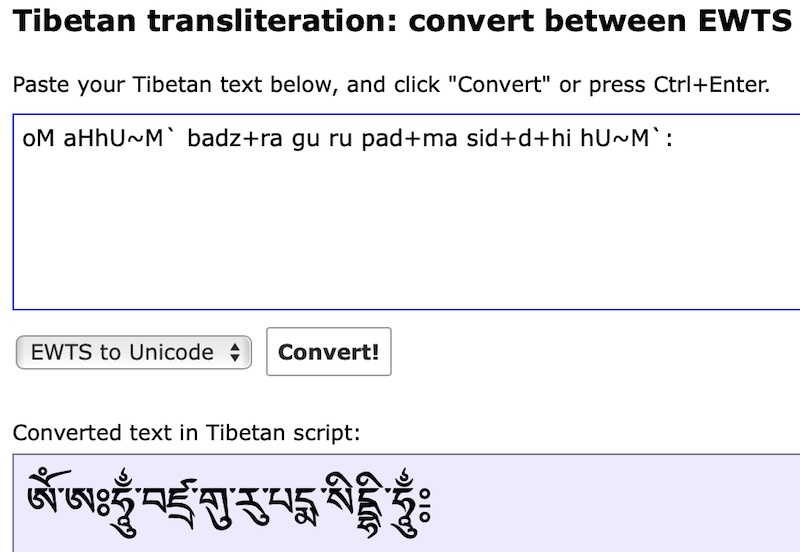 Tibetan transliteration: convert between EWTS
Paste your Tibetan text below, and click "Convert" or press Ctrl+Enter.
oM aHhU~M` badz+ra gu ru pad+ma sid+d+hi hU~M`:
EWTS to Unicode
Convert!
Converted text in Tibetan script:
ཨོཾ་ཨཿཧཱུྂ་བཛྲ་གུ་རུ་པདྨ་སིདྡྷི་ཧཱུྂ༔